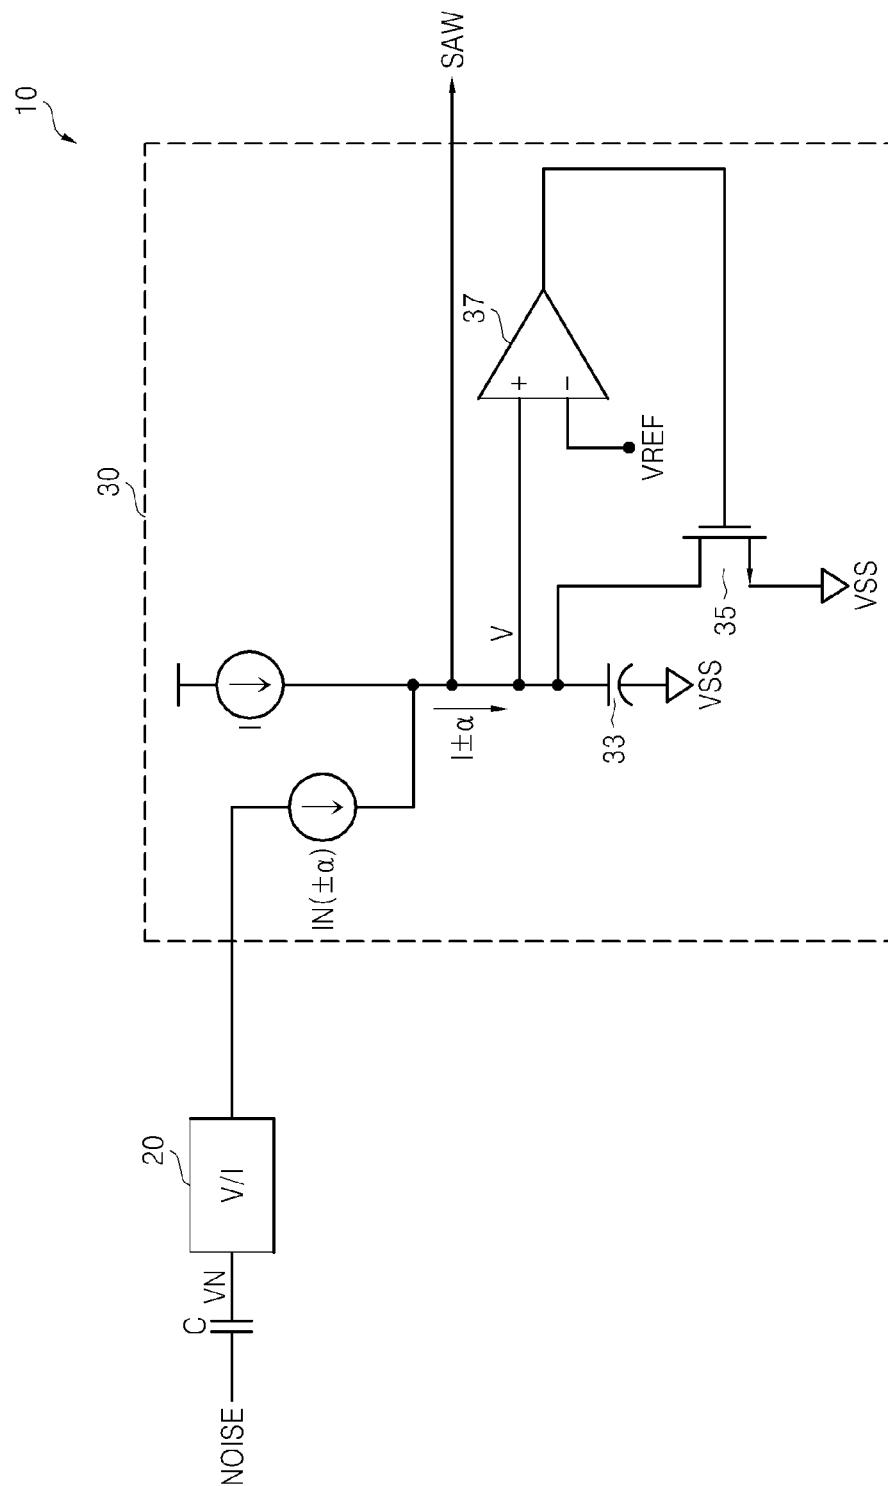 10
SAW
30
I
IN(±α)
I±α
V
37
+
−
VREF
35
VSS
33
VSS
20
V/I
VN
C
NOISE